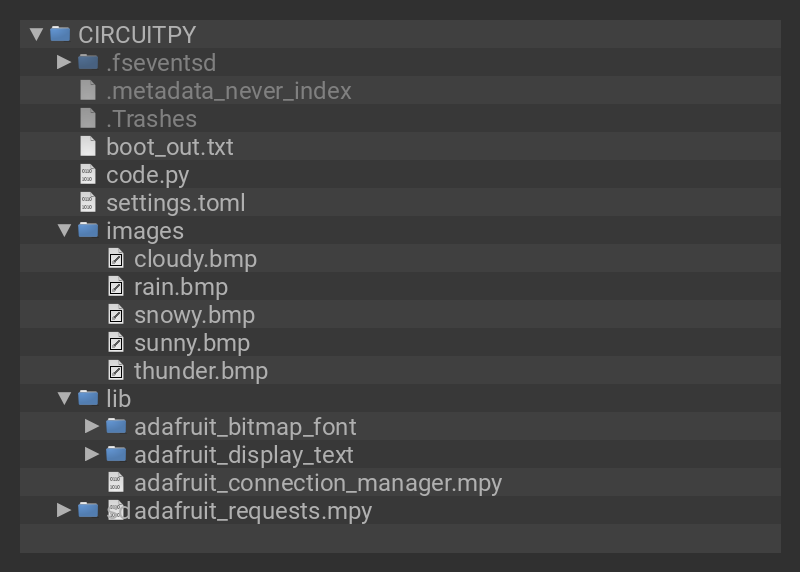 CIRCUITPY
.fseventsd
.metadata_never_index
.Trashes
boot_out.txt
code.py
settings.toml
images
cloudy.bmp
rain.bmp
snowy.bmp
sunny.bmp
thunder.bmp
lib
adafruit_bitmap_font
adafruit_display_text
adafruit_connection_manager.mpy
sd adafruit_requests.mpy